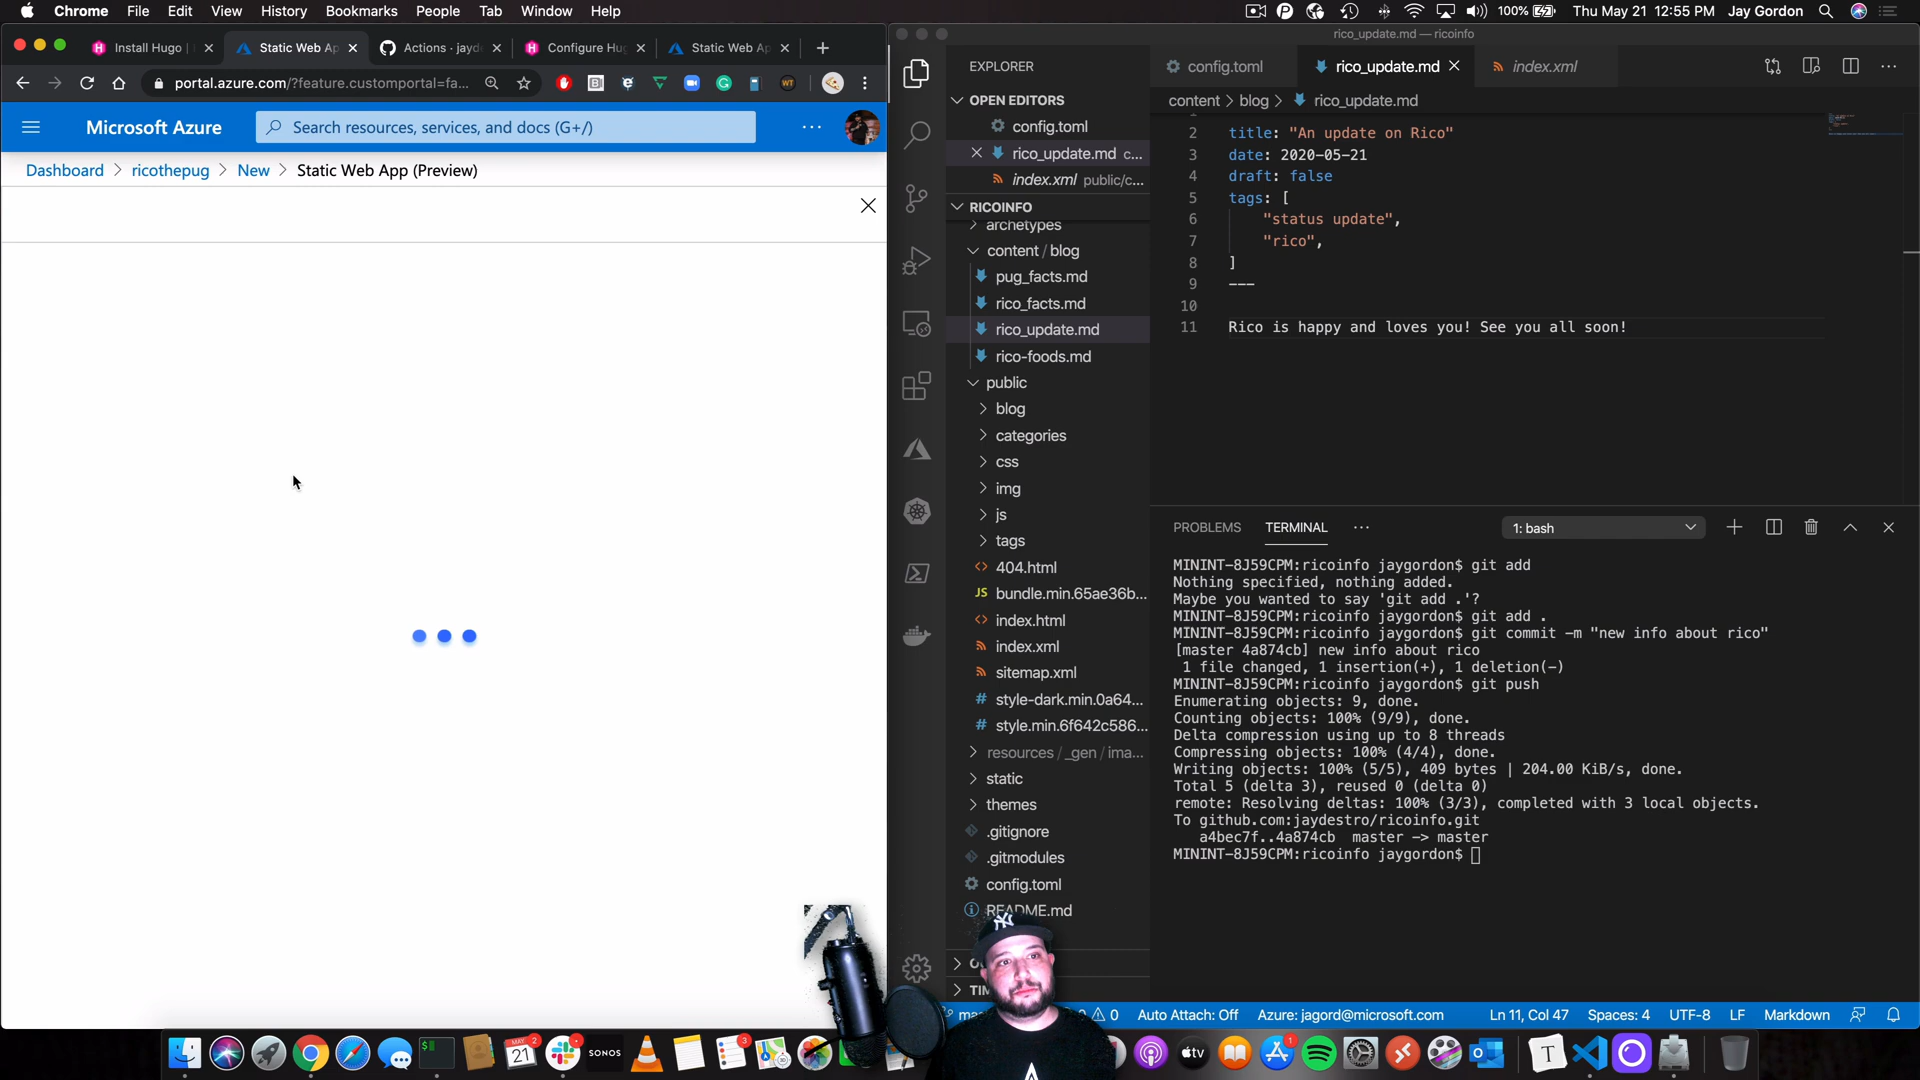 Chrome File Edit View History Bookmarks People Tab Window Help
100% Thu May 21 12:55 PM Jay Gordon
Install Hugo |
Static Web Ap
Actions · jayd
Configure Hug
Static Web Ap
portal.azure.com/?feature.customportal=fa...
Microsoft Azure
Search resources, services, and docs (G+/)
Dashboard > ricothepug > New > Static Web App (Preview)
rico_update.md — ricoinfo
EXPLORER
OPEN EDITORS
config.toml
rico_update.md c...
index.xml public/c...
RICOINFO
archetypes
content / blog
pug_facts.md
rico_facts.md
rico_update.md
rico-foods.md
public
blog
categories
css
img
js
tags
404.html
JS bundle.min.65ae36b...
index.html
index.xml
sitemap.xml
# style-dark.min.0a64...
# style.min.6f642c586...
resources / _gen / ima...
static
themes
.gitignore
.gitmodules
config.toml
README.md
config.toml
rico_update.md
index.xml
content > blog > rico_update.md
2 title: "An update on Rico"
3 date: 2020-05-21
4 draft: false
5 tags: [
6 "status update",
7 "rico",
8 ]
9 ---
10
11 Rico is happy and loves you! See you all soon!
PROBLEMS TERMINAL ··· 1: bash
MININT-8J59CPM:ricoinfo jaygordon$ git add
Nothing specified, nothing added.
Maybe you wanted to say 'git add .'?
MININT-8J59CPM:ricoinfo jaygordon$ git add .
MININT-8J59CPM:ricoinfo jaygordon$ git commit -m "new info about rico"
[master 4a874cb] new info about rico
1 file changed, 1 insertion(+), 1 deletion(-)
MININT-8J59CPM:ricoinfo jaygordon$ git push
Enumerating objects: 9, done.
Counting objects: 100% (9/9), done.
Delta compression using up to 8 threads
Compressing objects: 100% (4/4), done.
Writing objects: 100% (5/5), 409 bytes | 204.00 KiB/s, done.
Total 5 (delta 3), reused 0 (delta 0)
remote: Resolving deltas: 100% (3/3), completed with 3 local objects.
To github.com:jaydestro/ricoinfo.git
a4bec7f..4a874cb master -> master
MININT-8J59CPM:ricoinfo jaygordon$
0 Auto Attach: Off Azure: jagord@microsoft.com Ln 11, Col 47 Spaces: 4 UTF-8 LF Markdown
21
SONOS
tv
T